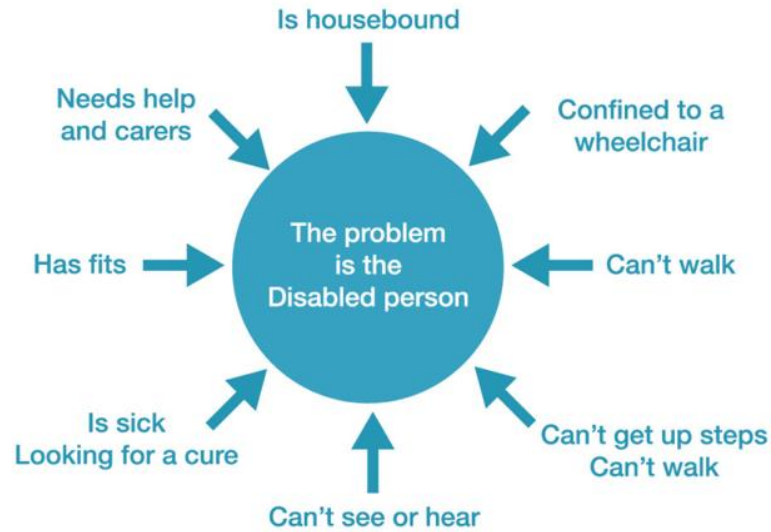 Is housebound
Needs help
and carers
Confined to a
wheelchair
The problem
is the
Disabled person
Has fits
Can't walk
Is sick
Looking for a cure
Can't get up steps
Can't walk
Can't see or hear